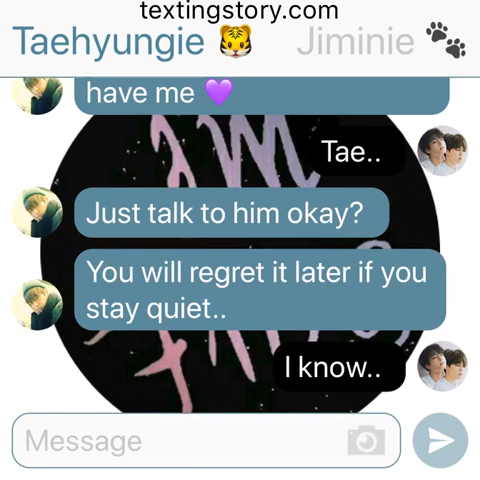 textingstory.com
Taehyungie 🐯 Jiminie 🐾
have me 💜
Tae..
Just talk to him okay?
You will regret it later if you
stay quiet..
I know..
Message